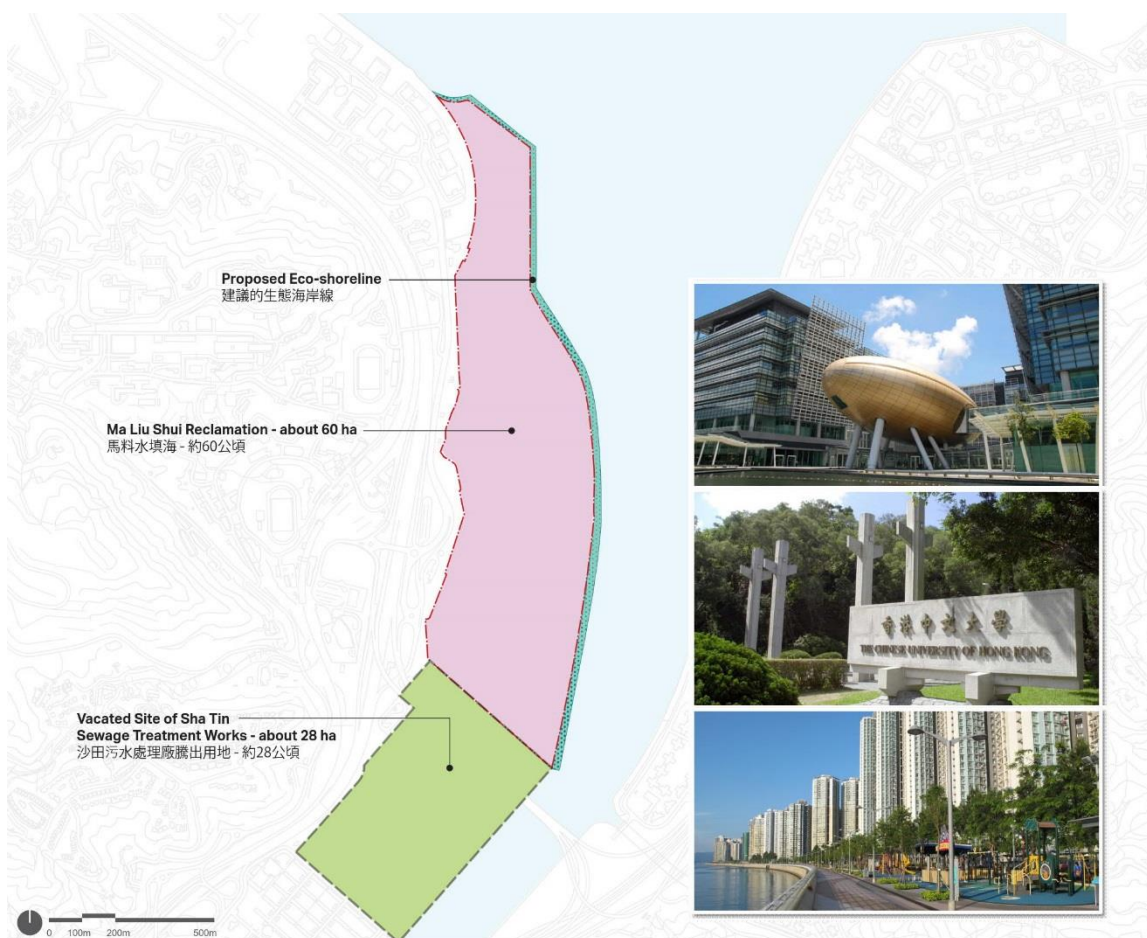 Proposed Eco-shoreline
建議的生態海岸線
Ma Liu Shui Reclamation - about 60 ha
馬料水填海 - 約60公頃
Vacated Site of Sha Tin
Sewage Treatment Works - about 28 ha
沙田污水處理廠騰出用地 - 約28公頃
香港中文大學
THE CHINESE UNIVERSITY OF HONG KONG
0 100m 200m 500m